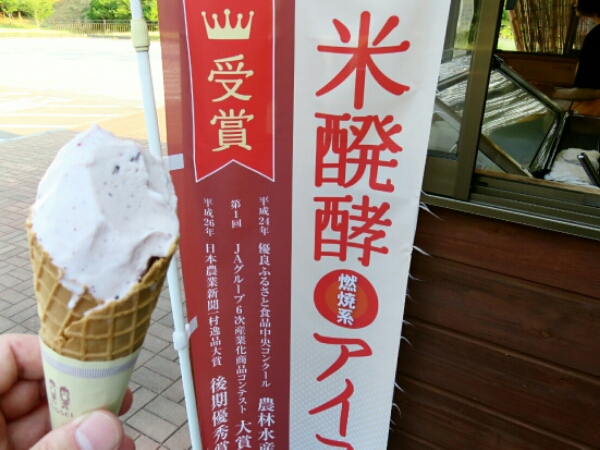 米醗酵
燃焼系
アイ
受賞
平成24年 優良ふるさと食品中央コンクール 農林水産
第1回 JAグループ6次産業化商品コンテスト 大賞
平成26年 日本農業新聞一村逸品大賞 後期優秀賞